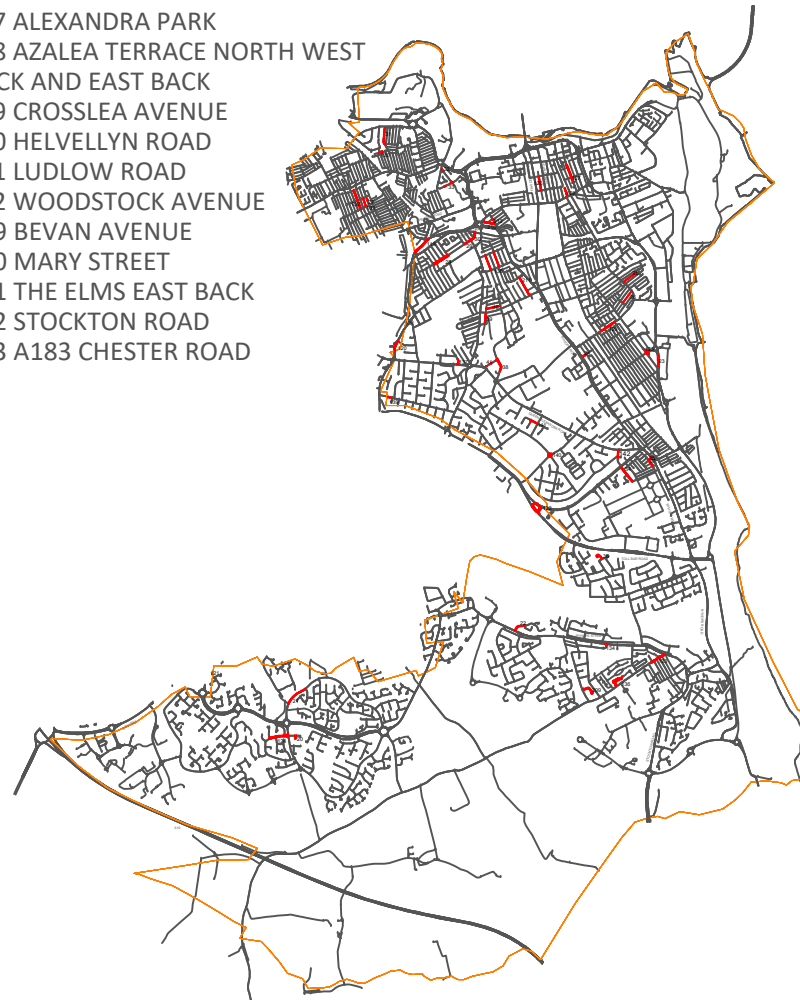 7 ALEXANDRA PARK
8 AZALEA TERRACE NORTH WEST
CK AND EAST BACK
9 CROSSLEA AVENUE
0 HELVELLYN ROAD
1 LUDLOW ROAD
2 WOODSTOCK AVENUE
9 BEVAN AVENUE
0 MARY STREET
1 THE ELMS EAST BACK
2 STOCKTON ROAD
3 A183 CHESTER ROAD